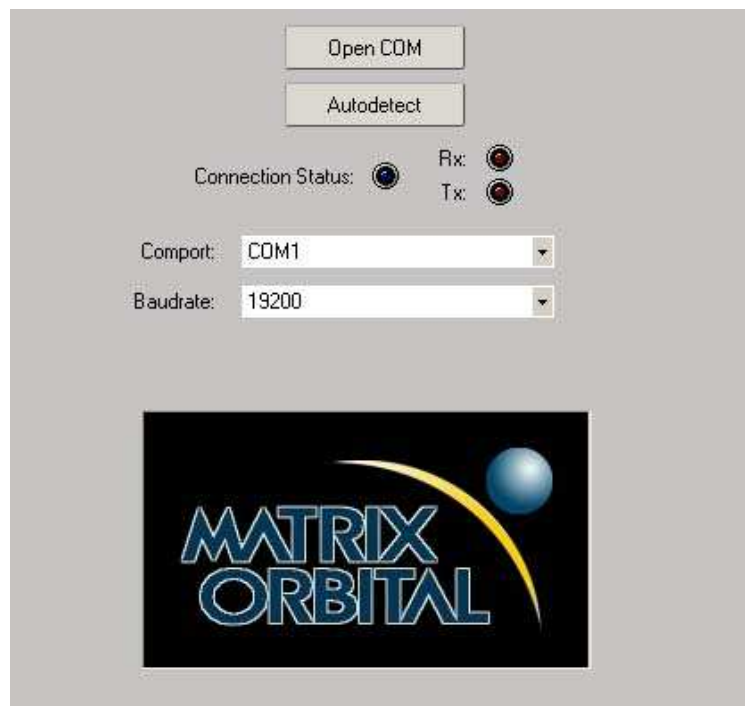 Open COM
Autodetect
Connection Status:
Rx:
Tx:
Comport: COM1
Baudrate: 19200
MATRIX
ORBITAL